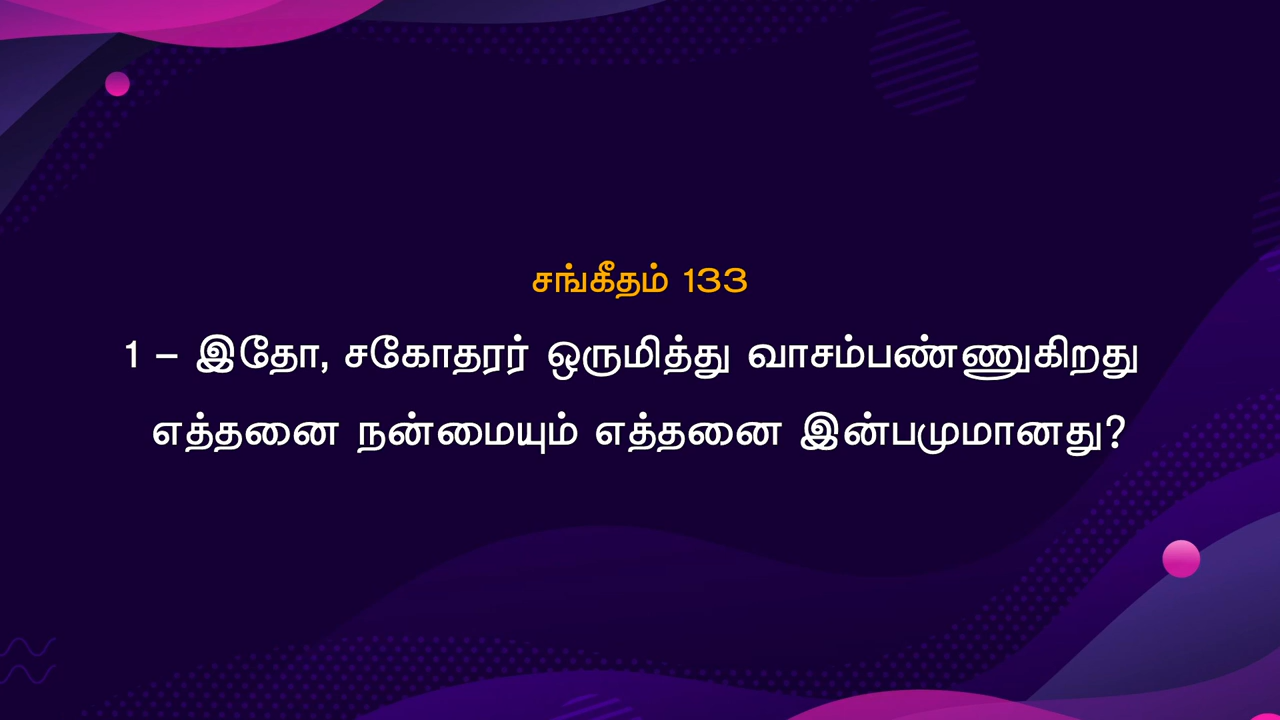 சங்கீதம் 133
1 – இதோ, சகோதரர் ஒருமித்து வாசம்பண்ணுகிறது
எத்தனை நன்மையும் எத்தனை இன்பமுமானது?